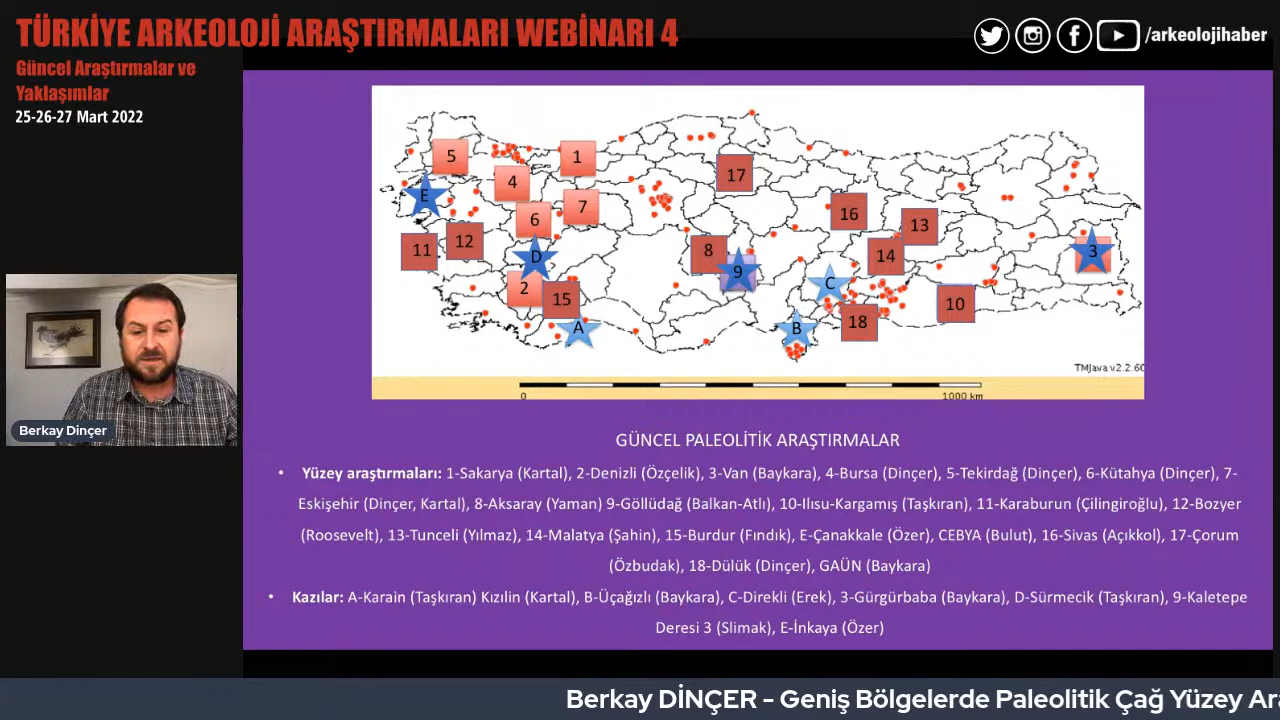 TÜRKİYE ARKEOLOJİ ARAŞTIRMALARI WEBİNARI 4
Güncel Araştırmalar ve
Yaklaşımlar
25-26-27 Mart 2022
/arkeolojihaber
5
1
17
4
E
7
6
16
13
12
11
8
14
3
D
9
C
2
15
10
18
A
B
TMJava v2.2.60
0
1000 km
Berkay Dinçer
GÜNCEL PALEOLİTİK ARAŞTIRMALAR
• Yüzey araştırmaları: 1-Sakarya (Kartal), 2-Denizli (Özçelik), 3-Van (Baykara), 4-Bursa (Dinçer), 5-Tekirdağ (Dinçer), 6-Kütahya (Dinçer), 7-
Eskişehir (Dinçer, Kartal), 8-Aksaray (Yaman) 9-Göllüdağ (Balkan-Atlı), 10-Ilısu-Kargamış (Taşkıran), 11-Karaburun (Çilingiroğlu), 12-Bozyer
(Roosevelt), 13-Tunceli (Yılmaz), 14-Malatya (Şahin), 15-Burdur (Fındık), E-Çanakkale (Özer), CEBYA (Bulut), 16-Sivas (Açıkkol), 17-Çorum
(Özbudak), 18-Dülük (Dinçer), GAÜN (Baykara)
• Kazılar: A-Karain (Taşkıran) Kızılin (Kartal), B-Üçağızlı (Baykara), C-Direkli (Erek), 3-Gürgürbaba (Baykara), D-Sürmecik (Taşkıran), 9-Kaletepe
Deresi 3 (Slimak), E-İnkaya (Özer)
Berkay DİNÇER - Geniş Bölgelerde Paleolitik Çağ Yüzey Ar